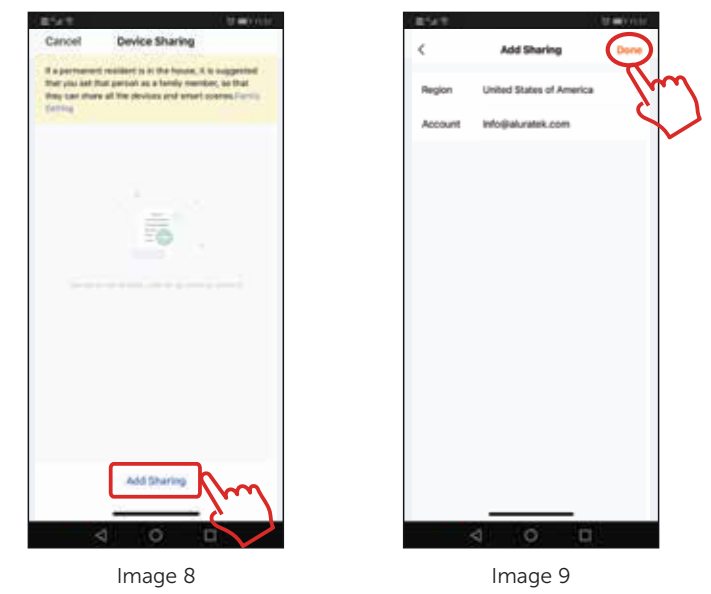 Cancel Device Sharing
If a permanent resident is in the house, it is suggested
that you set that person as a family member, so that
they can share all the devices and smart scenes.Family
Setting
Add Sharing
Image 8
Add Sharing Done
Region United States of America
Account Info@aluratek.com
Image 9